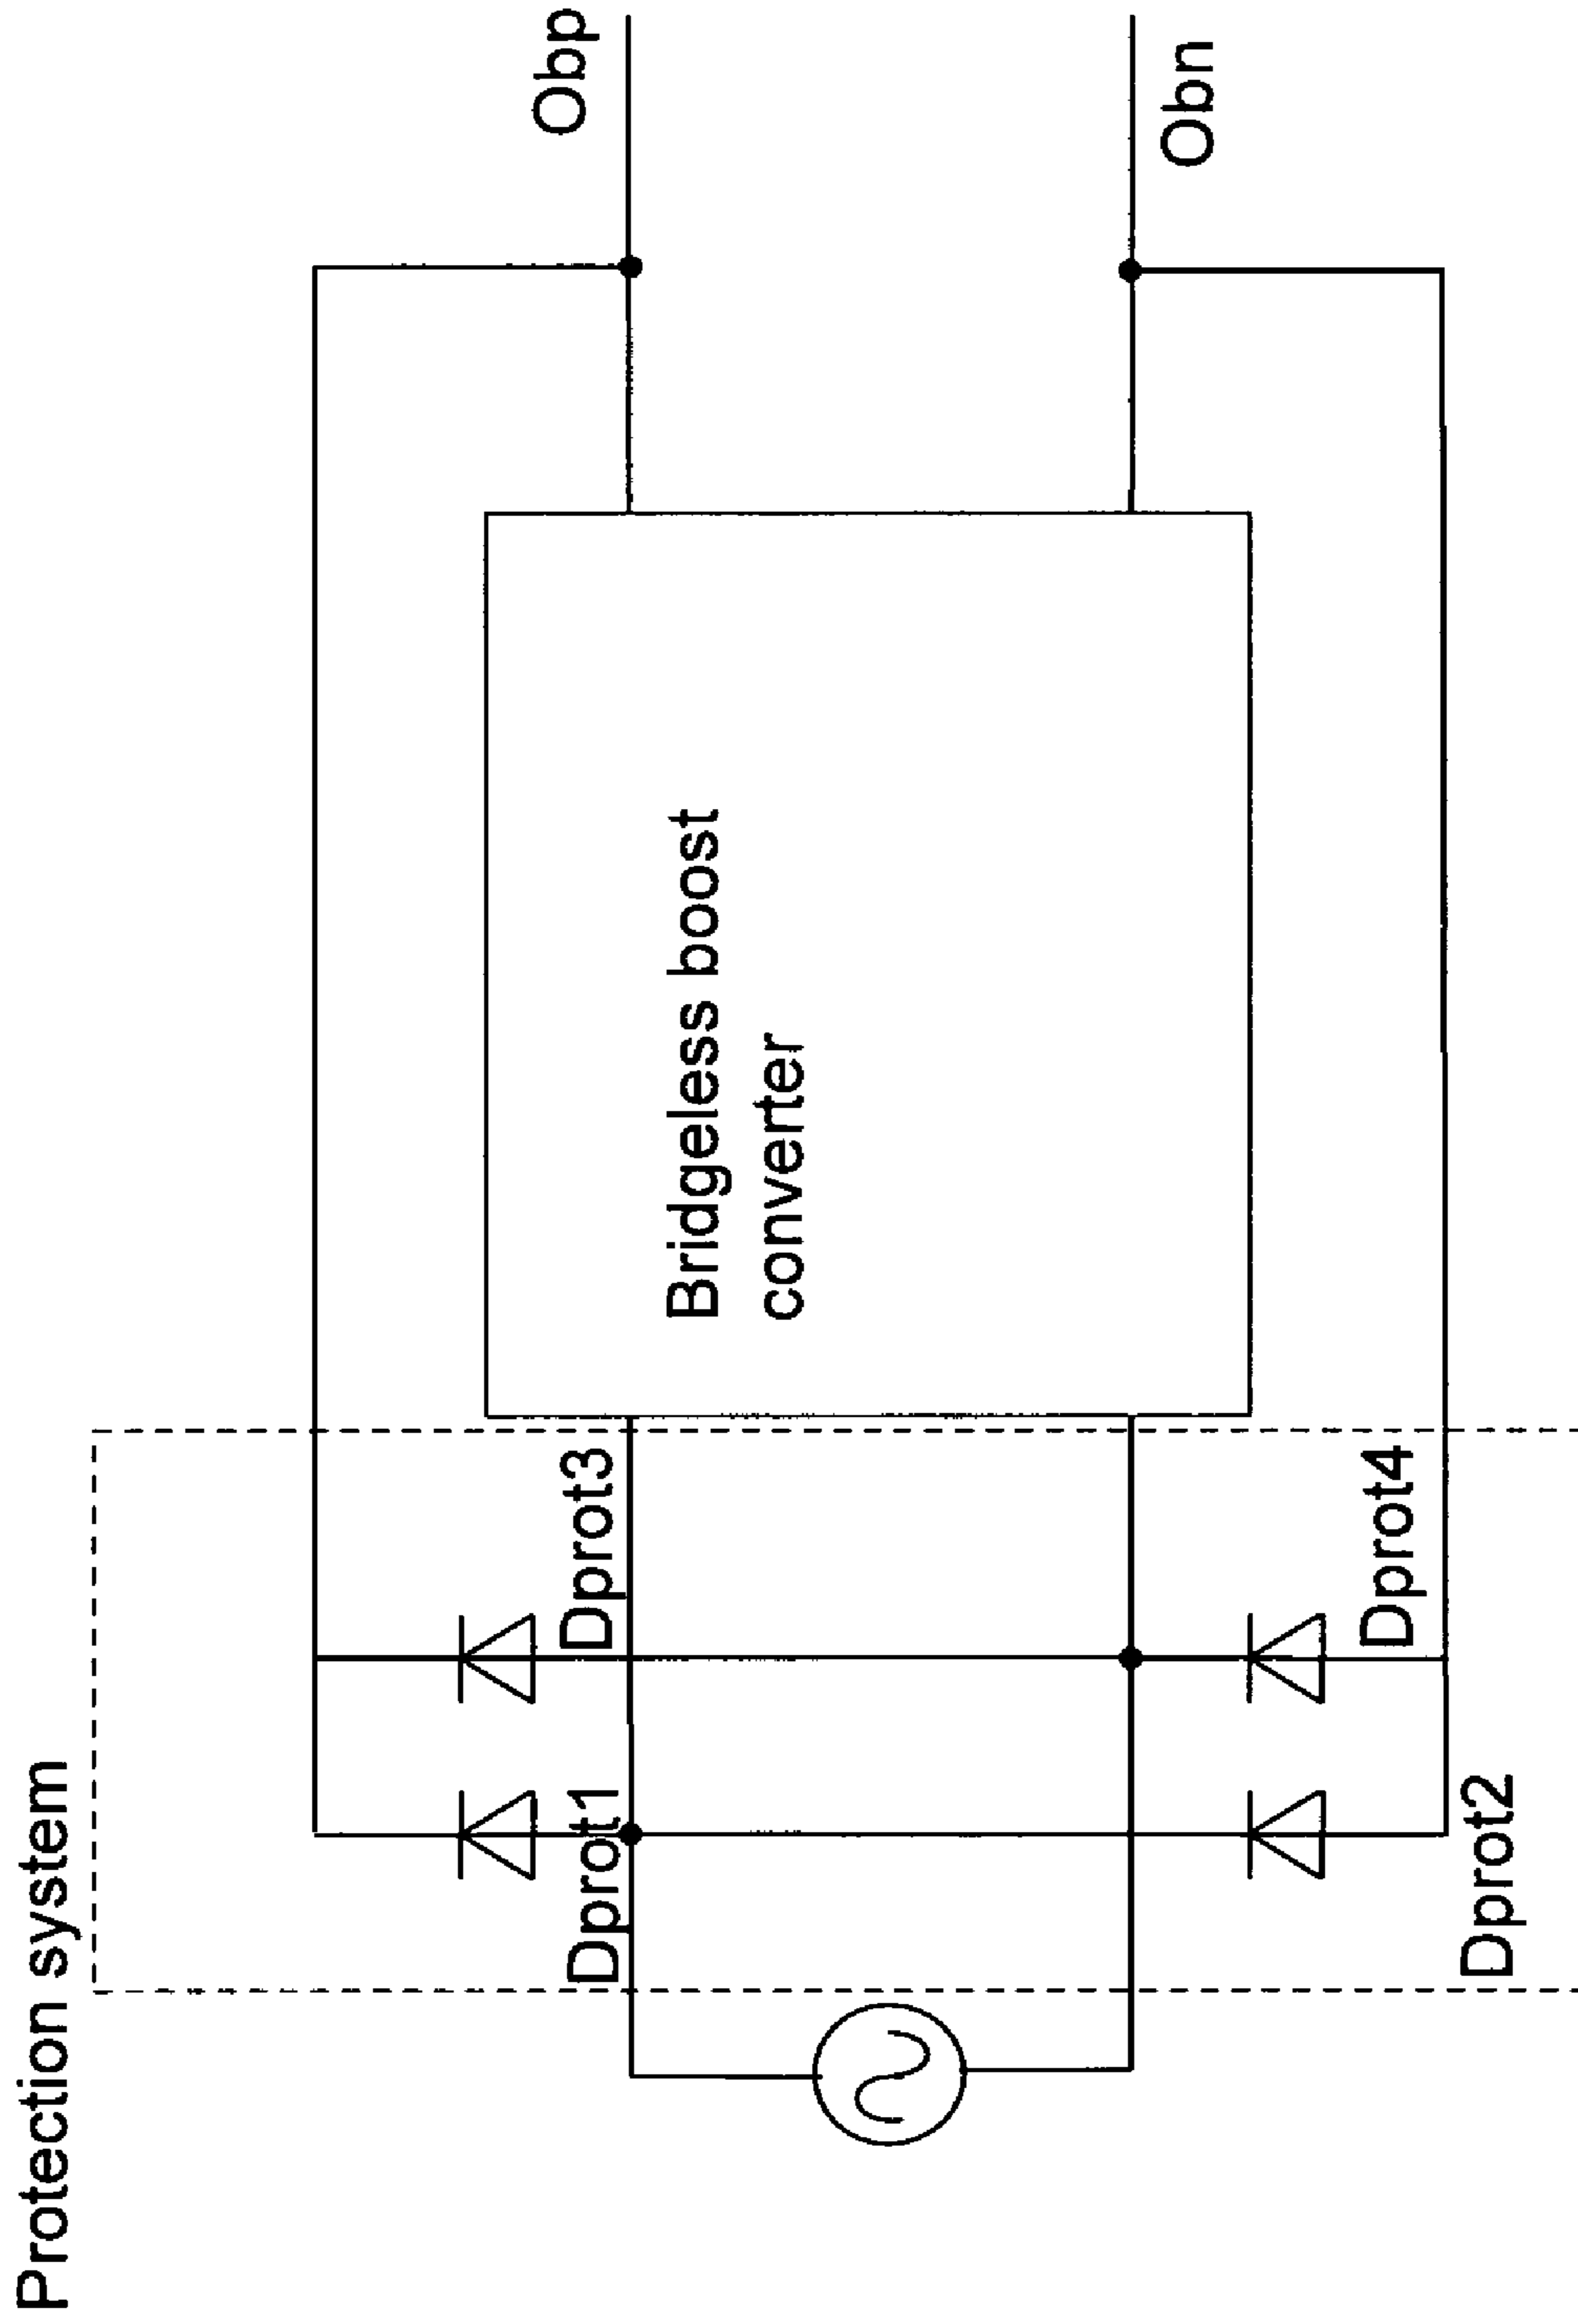 Protection system
Dprot1
Dprot3
Bridgeless boost
converter
Obp
Obn
Dprot2
Dprot4